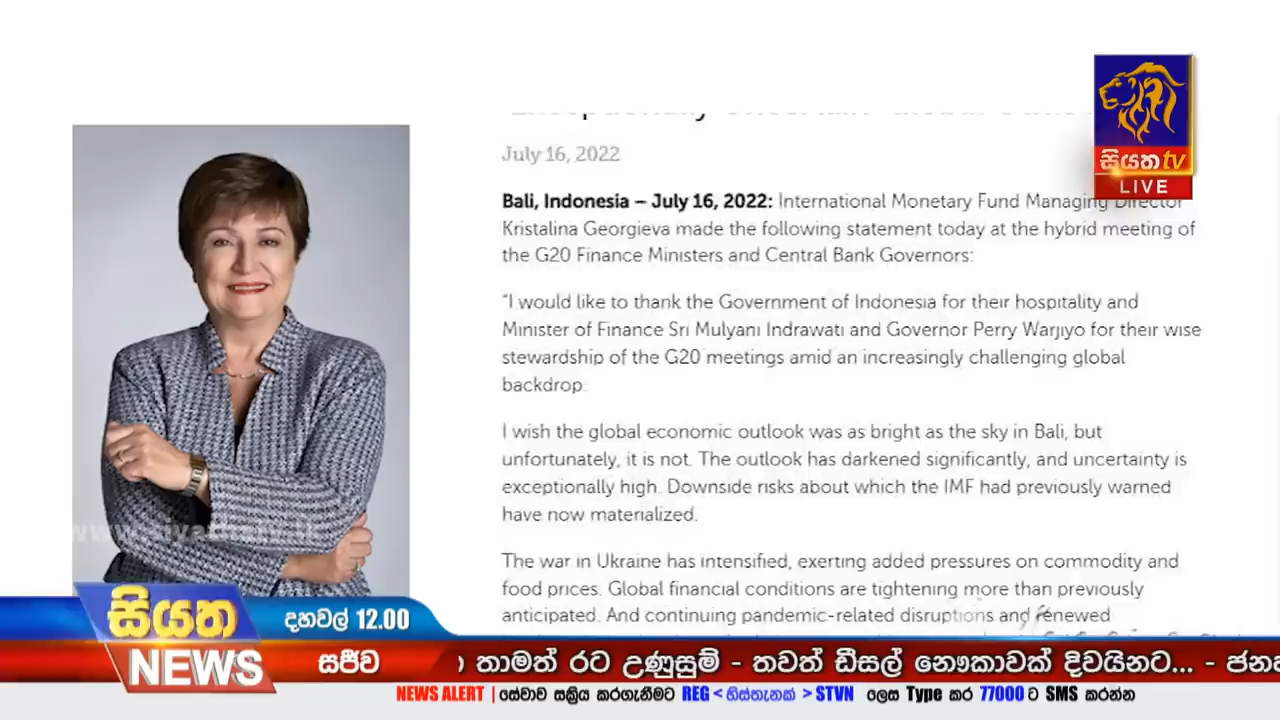 සියත tv
LIVE
July 16, 2022
Bali, Indonesia – July 16, 2022: International Monetary Fund Managing Director
Kristalina Georgieva made the following statement today at the hybrid meeting of
the G20 Finance Ministers and Central Bank Governors:
“I would like to thank the Government of Indonesia for their hospitality and
Minister of Finance Sri Mulyani Indrawati and Governor Perry Warjiyo for their wise
stewardship of the G20 meetings amid an increasingly challenging global
backdrop.
I wish the global economic outlook was as bright as the sky in Bali, but
unfortunately, it is not. The outlook has darkened significantly, and uncertainty is
exceptionally high. Downside risks about which the IMF had previously warned
have now materialized.
The war in Ukraine has intensified, exerting added pressures on commodity and
food prices. Global financial conditions are tightening more than previously
anticipated. And continuing pandemic-related disruptions and renewed
සියත
NEWS
දහවල් 12.00
සජීව
තාමත් රට උණුසුම් - තවත් ඩීසල් නෞකාවක් දිවයිනට... -
NEWS ALERT | සේවාව සක්‍රිය කරගැනීමට REG < හිස්තැනක් > STVN ලෙස Type කර 77000 ට SMS කරන්න